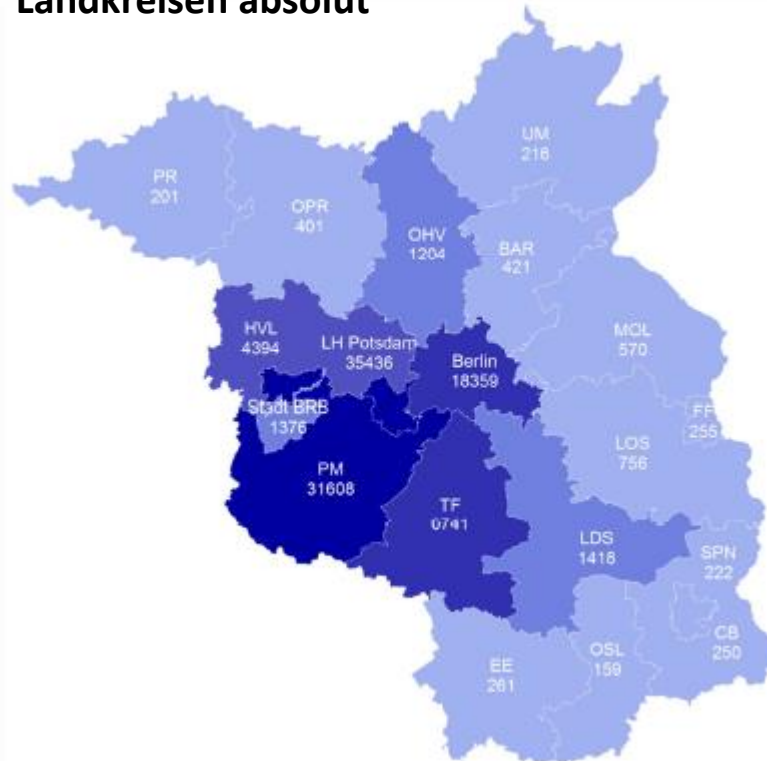 Landkreisen absolut
UM
216
PR
201
OPR
401
OHV
1204
BAR
421
HVL
4394
LH Potsdam
35436
Berlin
18359
MOL
570
Stadt BRB
1376
FF
255
LOS
756
PM
31608
TF
6741
LDS
1418
SPN
222
CB
250
OSL
159
EE
261